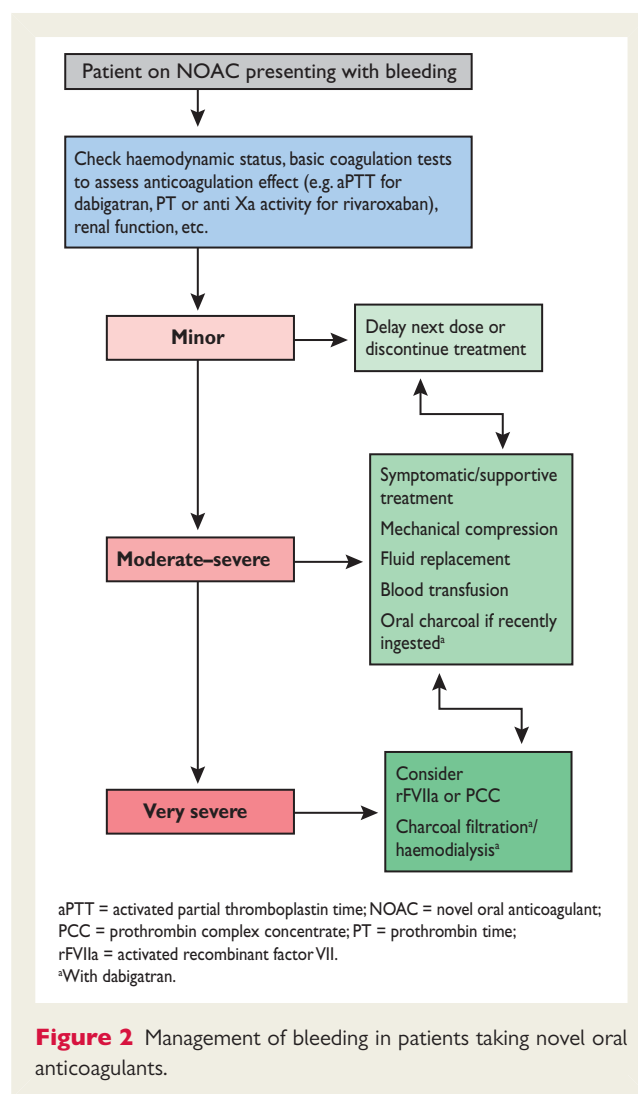 Patient on NOAC presenting with bleeding
Check haemodynamic status, basic coagulation tests
to assess anticoagulation effect (e.g. aPTT for
dabigatran, PT or anti Xa activity for rivaroxaban),
renal function, etc.
Minor
Delay next dose or
discontinue treatment
Moderate–severe
Symptomatic/supportive
treatment
Mechanical compression
Fluid replacement
Blood transfusion
Oral charcoal if recently
ingestedᵃ
Very severe
Consider
rFVIIa or PCC
Charcoal filtrationᵃ/
haemodialysisᵃ
aPTT = activated partial thromboplastin time; NOAC = novel oral anticoagulant;
PCC = prothrombin complex concentrate; PT = prothrombin time;
rFVIIa = activated recombinant factor VII.
ᵃWith dabigatran.
Figure 2 Management of bleeding in patients taking novel oral
anticoagulants.